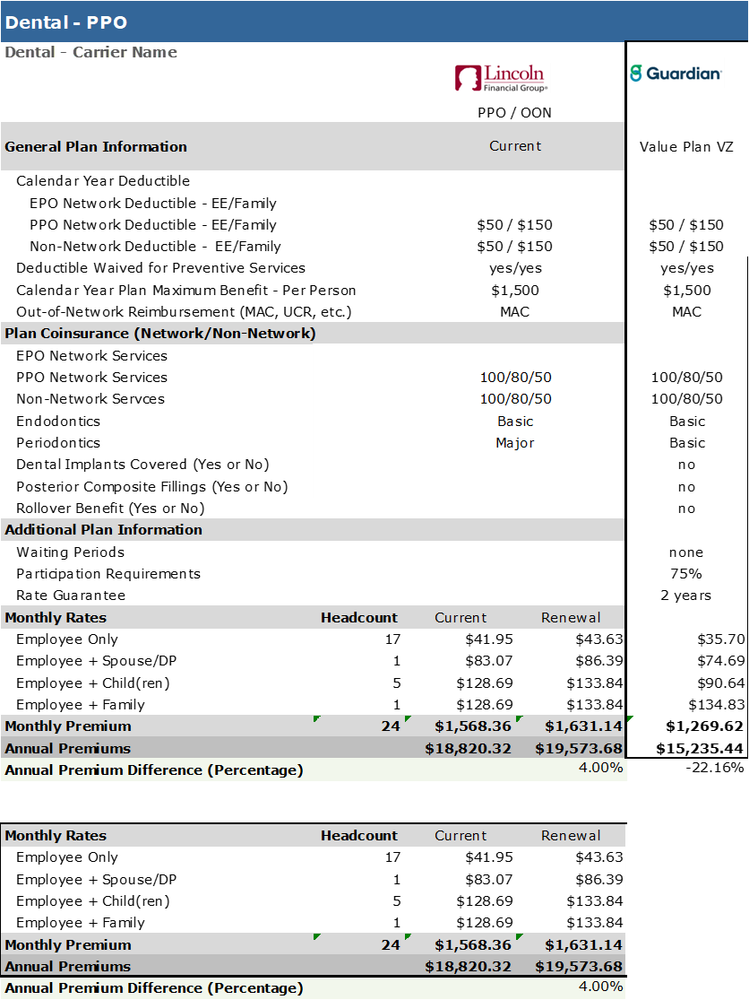 Dental - PPO
Dental - Carrier Name
Lincoln
Financial Group®
Guardian
PPO / OON
General Plan Information Current Value Plan VZ
Calendar Year Deductible
EPO Network Deductible - EE/Family
PPO Network Deductible - EE/Family $50 / $150 $50 / $150
Non-Network Deductible - EE/Family $50 / $150 $50 / $150
Deductible Waived for Preventive Services yes/yes yes/yes
Calendar Year Plan Maximum Benefit - Per Person $1,500 $1,500
Out-of-Network Reimbursement (MAC, UCR, etc.) MAC MAC
Plan Coinsurance (Network/Non-Network)
EPO Network Services
PPO Network Services 100/80/50 100/80/50
Non-Network Servces 100/80/50 100/80/50
Endodontics Basic Basic
Periodontics Major Basic
Dental Implants Covered (Yes or No) no
Posterior Composite Fillings (Yes or No) no
Rollover Benefit (Yes or No) no
Additional Plan Information
Waiting Periods none
Participation Requirements 75%
Rate Guarantee 2 years
Monthly Rates Headcount Current Renewal
Employee Only 17 $41.95 $43.63 $35.70
Employee + Spouse/DP 1 $83.07 $86.39 $74.69
Employee + Child(ren) 5 $128.69 $133.84 $90.64
Employee + Family 1 $128.69 $133.84 $134.83
Monthly Premium 24 $1,568.36 $1,631.14 $1,269.62
Annual Premiums $18,820.32 $19,573.68 $15,235.44
Annual Premium Difference (Percentage) 4.00% -22.16%
Monthly Rates Headcount Current Renewal
Employee Only 17 $41.95 $43.63
Employee + Spouse/DP 1 $83.07 $86.39
Employee + Child(ren) 5 $128.69 $133.84
Employee + Family 1 $128.69 $133.84
Monthly Premium 24 $1,568.36 $1,631.14
Annual Premiums $18,820.32 $19,573.68
Annual Premium Difference (Percentage) 4.00%